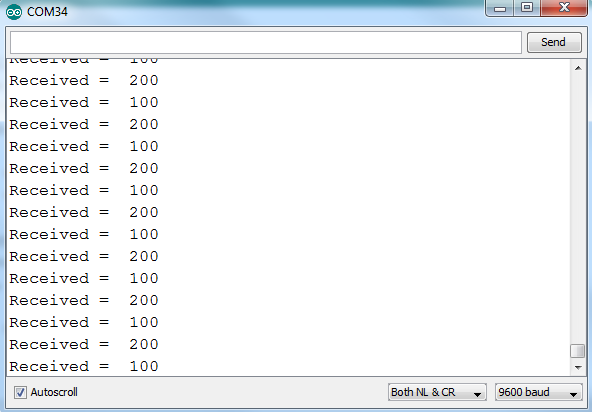 COM34
Send
Received =  100
Received =  200
Received =  100
Received =  200
Received =  100
Received =  200
Received =  100
Received =  200
Received =  100
Received =  200
Received =  100
Received =  200
Received =  100
Received =  200
Received =  100
Autoscroll
Both NL & CR
9600 baud